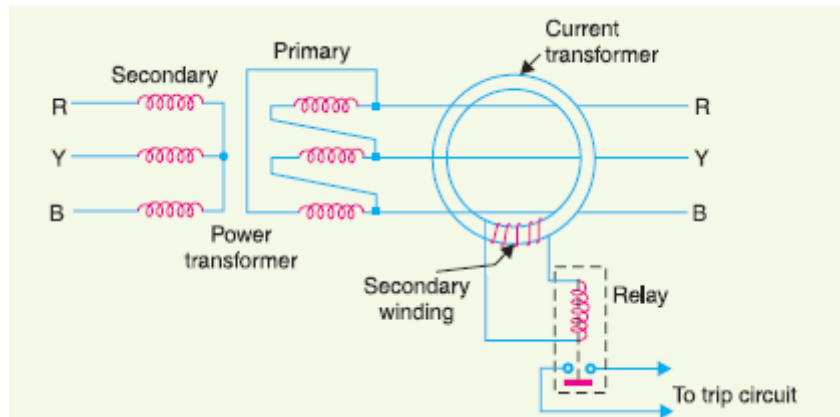 Current
transformer
Primary
Secondary
R
R
Y
Y
B
B
Power
transformer
Secondary
winding
Relay
To trip circuit